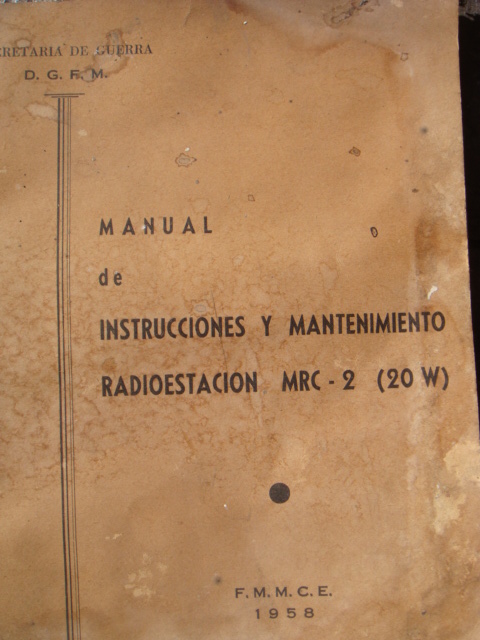 RETARIA DE GUERRA
D. G. F. M.
MANUAL
de
INSTRUCCIONES Y MANTENIMIENTO
RADIOESTACION MRC - 2 (20 W)
F. M. M. C. E.
1958